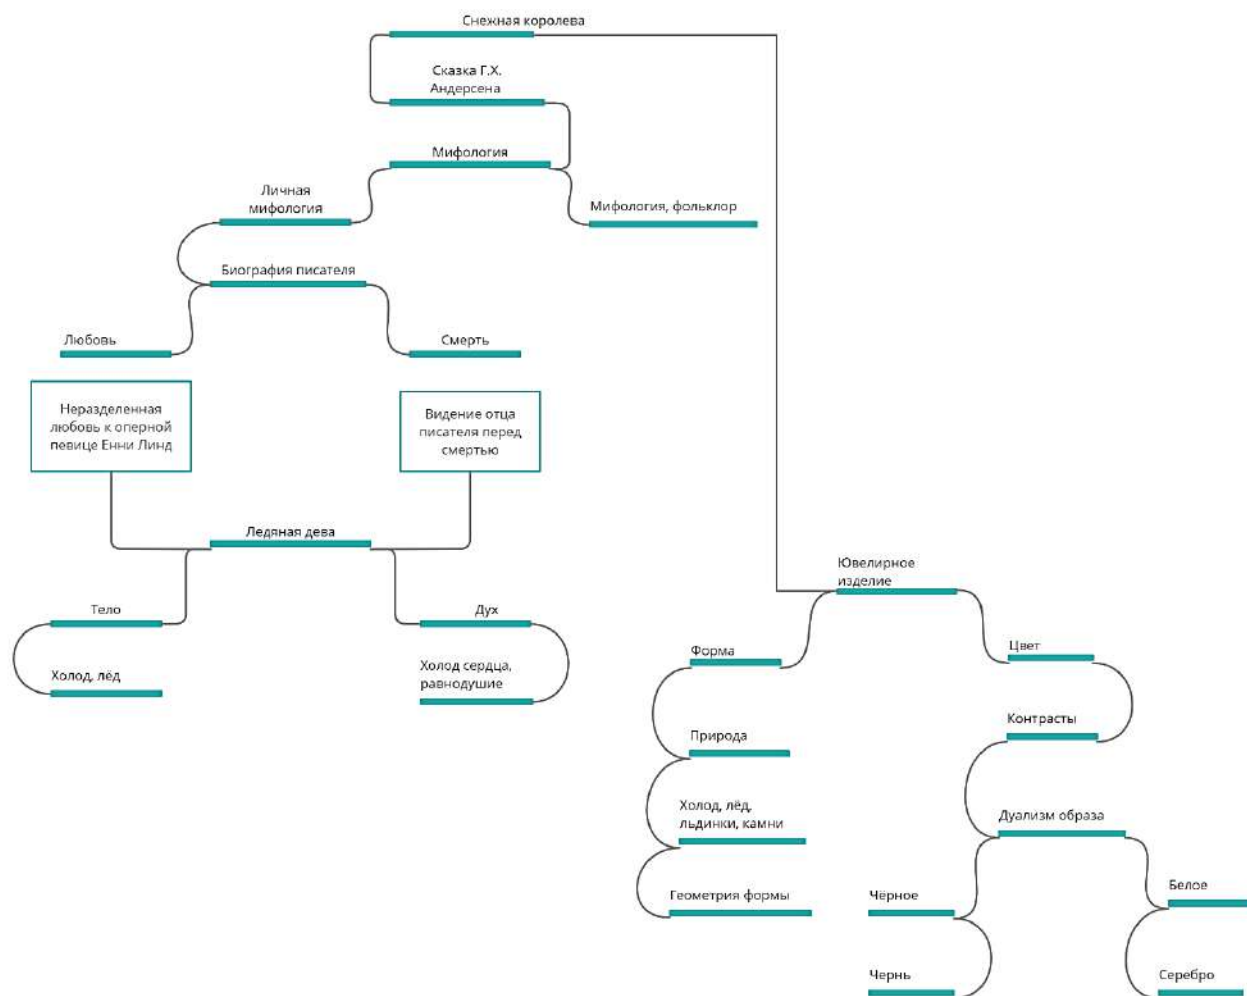 Снежная королева
Сказка Г.Х.
Андерсена
Мифология
Личная
мифология
Мифология, фольклор
Биография писателя
Любовь
Смерть
Неразделенная
любовь к оперной
певице Енни Линд
Видение отца
писателя перед
смертью
Ледяная дева
Тело
Дух
Холод, лёд
Холод сердца,
равнодушие
Ювелирное
изделие
Форма
Цвет
Природа
Контрасты
Холод, лёд,
льдинки, камни
Дуализм образа
Геометрия формы
Чёрное
Белое
Чернь
Серебро